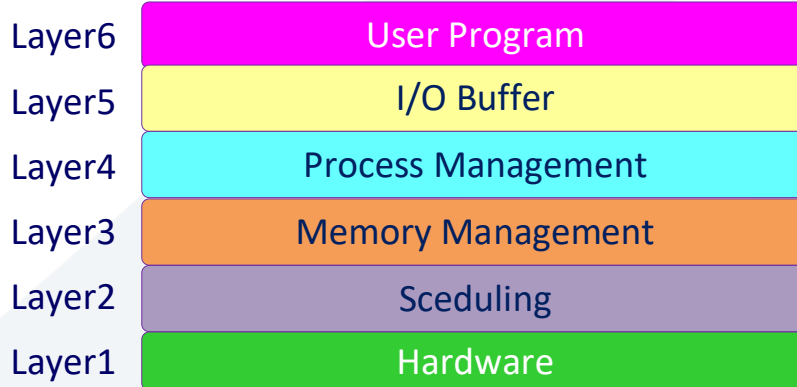 Layer6 User Program
Layer5 I/O Buffer
Layer4 Process Management
Layer3 Memory Management
Layer2 Sceduling
Layer1 Hardware